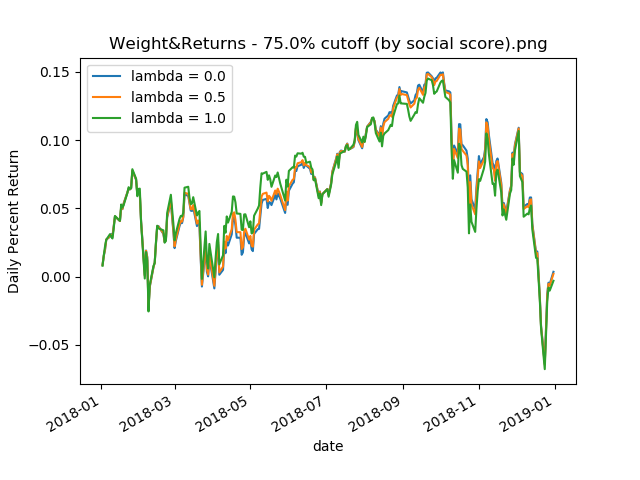 Weight&Returns - 75.0% cutoff (by social score).png
lambda = 0.0
lambda = 0.5
lambda = 1.0
Daily Percent Return
0.15
0.10
0.05
0.00
−0.05
2018-01
2018-03
2018-05
2018-07
2018-09
2018-11
2019-01
date